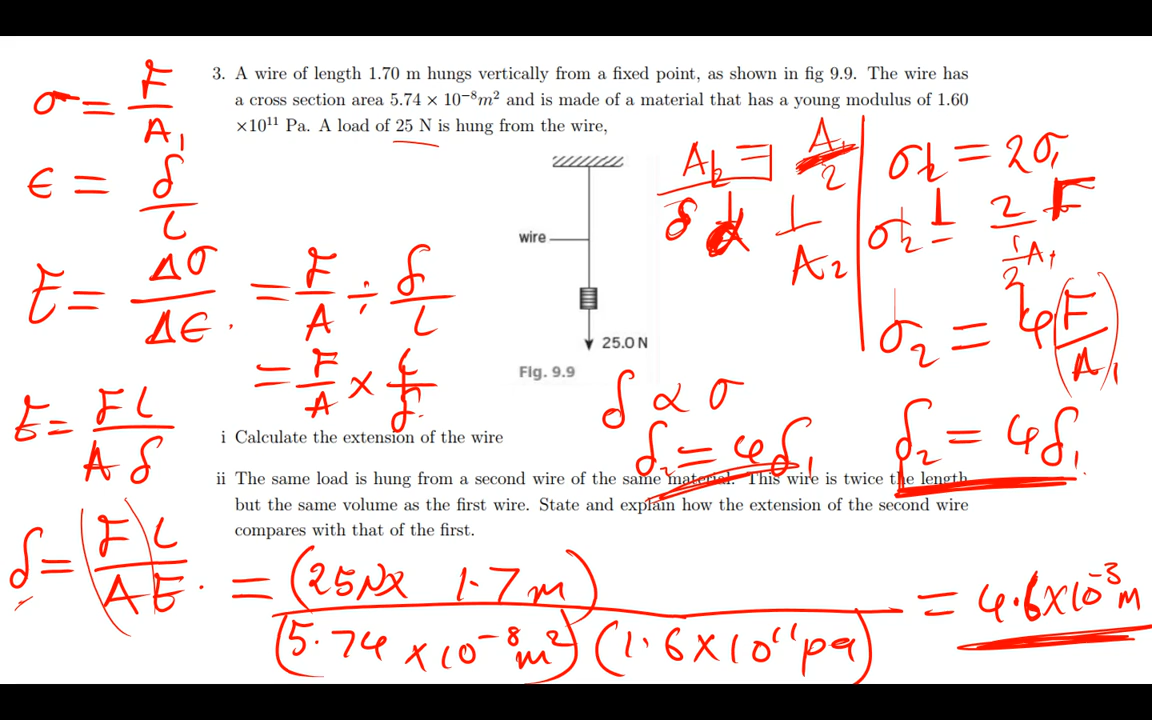 3. A wire of length 1.70 m hungs vertically from a fixed point, as shown in fig 9.9. The wire has
a cross section area 5.74 × 10⁻⁸m² and is made of a material that has a young modulus of 1.60
×10¹¹ Pa. A load of 25 N is hung from the wire,
σ = F/A₁
ϵ = δ/L
E = Δσ/Δϵ = F/A ÷ δ/L
= F/A × L/δ
E = FL/Aδ
wire
25.0 N
Fig. 9.9
A₂ = A₁/2
δ α 1/A₂
σ₂ = 2σ₁
σ₂ = 2F/½A₁
σ₂ = 4(F/A₁)
δ ∝ σ
δ₂ = 4δ₁
δ₂ = 4δ₁
i Calculate the extension of the wire
ii The same load is hung from a second wire of the same material. This wire is twice the length
but the same volume as the first wire. State and explain how the extension of the second wire
compares with that of the first.
δ = (F/A) L/E = (25N× 1.7m)/(5.74 × 10⁻⁸m²)(1.6×10¹¹pa) = 4.6×10⁻³m